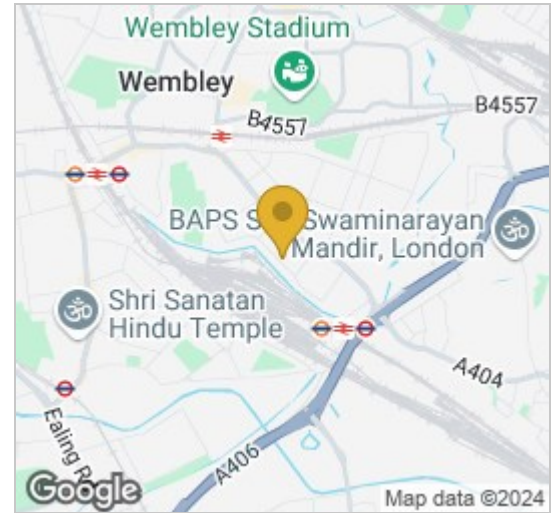 Wembley Stadium
Wembley
B4557
B4557
BAPS S Swaminarayan
Mandir, London
Shri Sanatan
Hindu Temple
A404
Ealing R
A406
Google
Map data ©2024